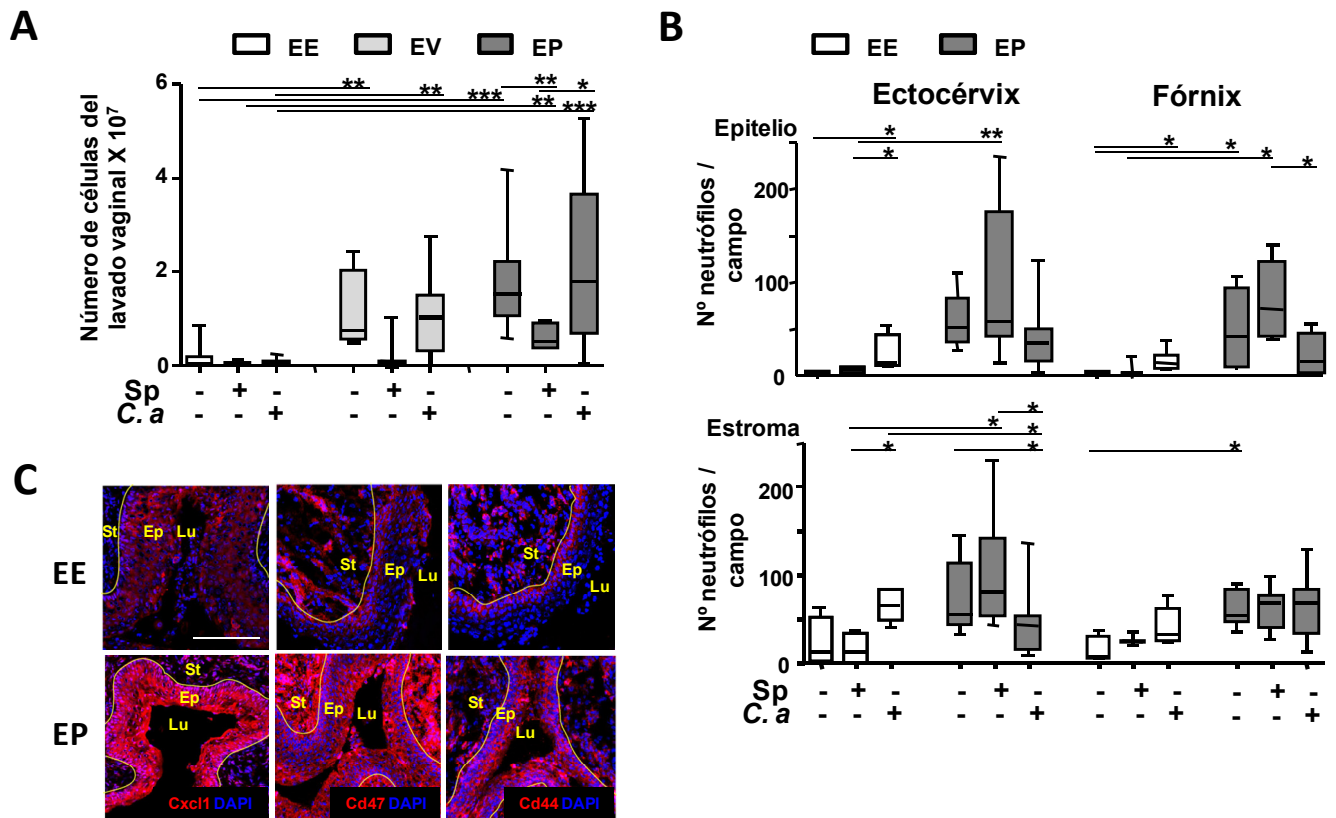 A
EE EV EP
Número de células del
lavado vaginal X 10⁷
6
4
2
0
** ** *** ** ** * ***
Sp - + - - + - - + -
C. a - - + - - + - - +
B
EE EP
Ectocérvix Fórnix
Epitelio
Nº neutrófilos /
campo
200
100
0
* * ** * * * *
Estroma
Nº neutrófilos /
campo
200
100
0
* * * * * *
Sp - + - - + - - + - - + -
C. a - - + - - + - - + - - +
C
EE
St Ep Lu
St Ep Lu
St Ep Lu
EP
St Ep Lu
St Ep Lu
St Ep Lu
Cxcl1 DAPI
Cd47 DAPI
Cd44 DAPI